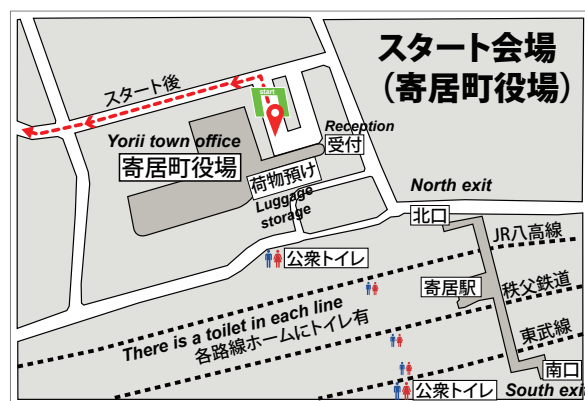 スタート会場
（寄居町役場）
スタート後
start
Yorii town office
寄居町役場
Reception
受付
荷物預け
Luggage
storage
North exit
北口
JR八高線
公衆トイレ
寄居駅
秩父鉄道
There is a toilet in each line
各路線ホームにトイレ有
東武線
南口
公衆トイレ
South exit